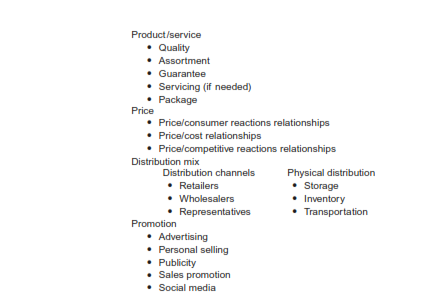 Product/service
• Quality
• Assortment
• Guarantee
• Servicing (if needed)
• Package
Price
• Price/consumer reactions relationships
• Price/cost relationships
• Price/competitive reactions relationships
Distribution mix
Distribution channels Physical distribution
• Retailers • Storage
• Wholesalers • Inventory
• Representatives • Transportation
Promotion
• Advertising
• Personal selling
• Publicity
• Sales promotion
• Social media